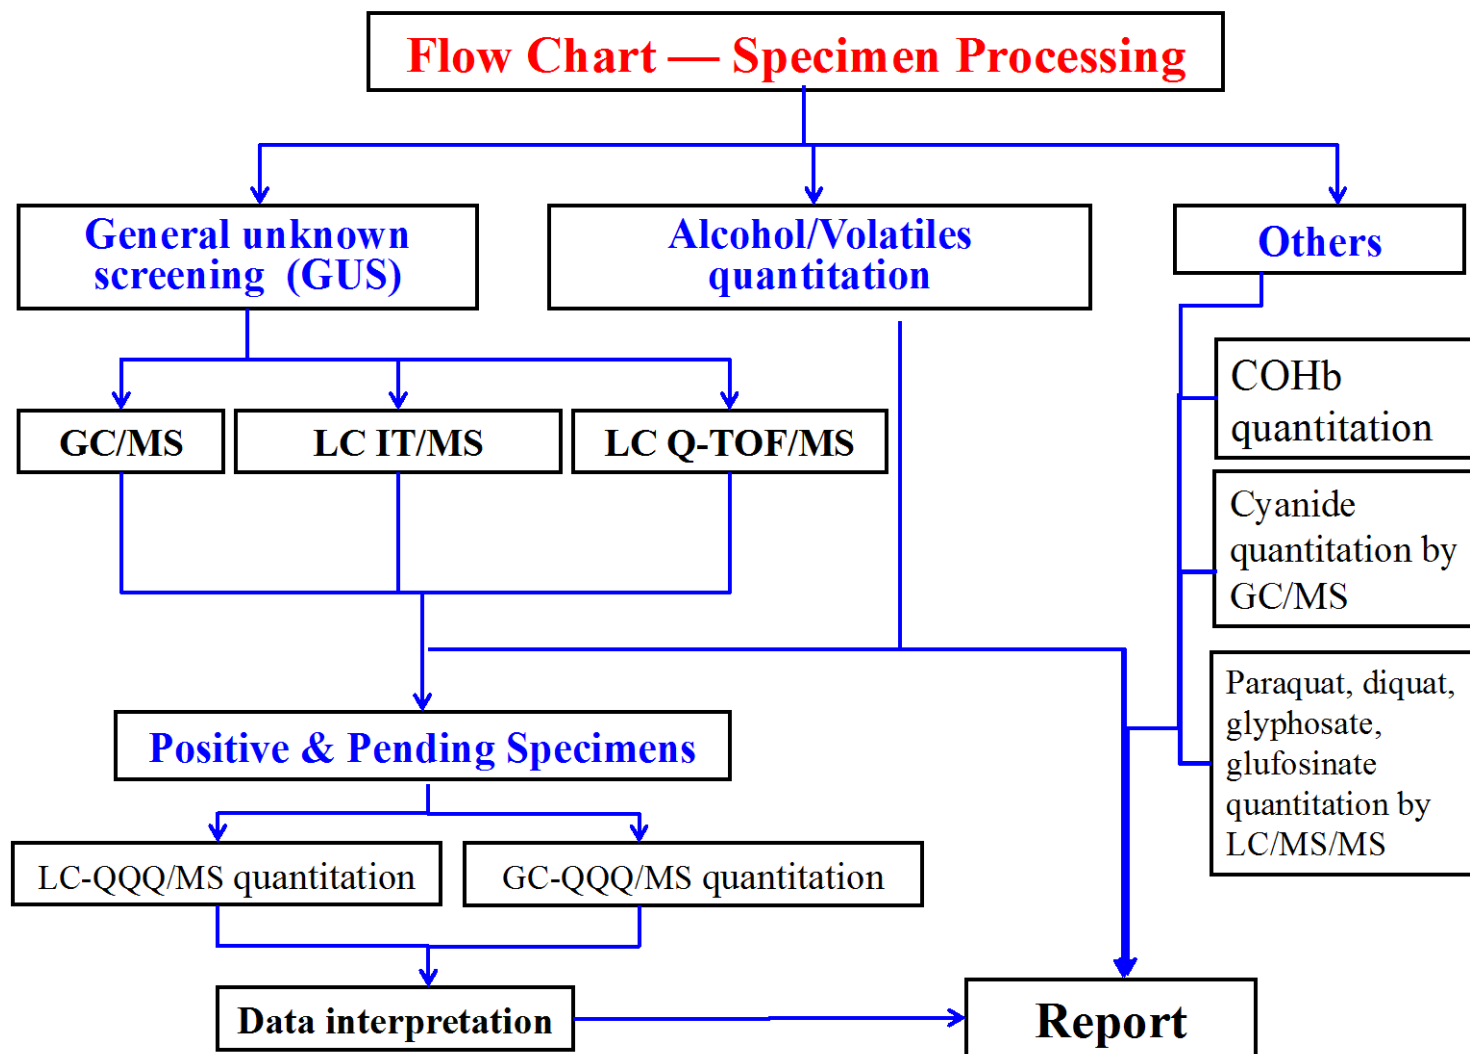 Flow Chart — Specimen Processing
General unknown
screening (GUS)
Alcohol/Volatiles
quantitation
Others
GC/MS
LC IT/MS
LC Q-TOF/MS
COHb
quantitation
Cyanide
quantitation by
GC/MS
Paraquat, diquat,
glyphosate,
glufosinate
quantitation by
LC/MS/MS
Positive & Pending Specimens
LC-QQQ/MS quantitation
GC-QQQ/MS quantitation
Data interpretation
Report